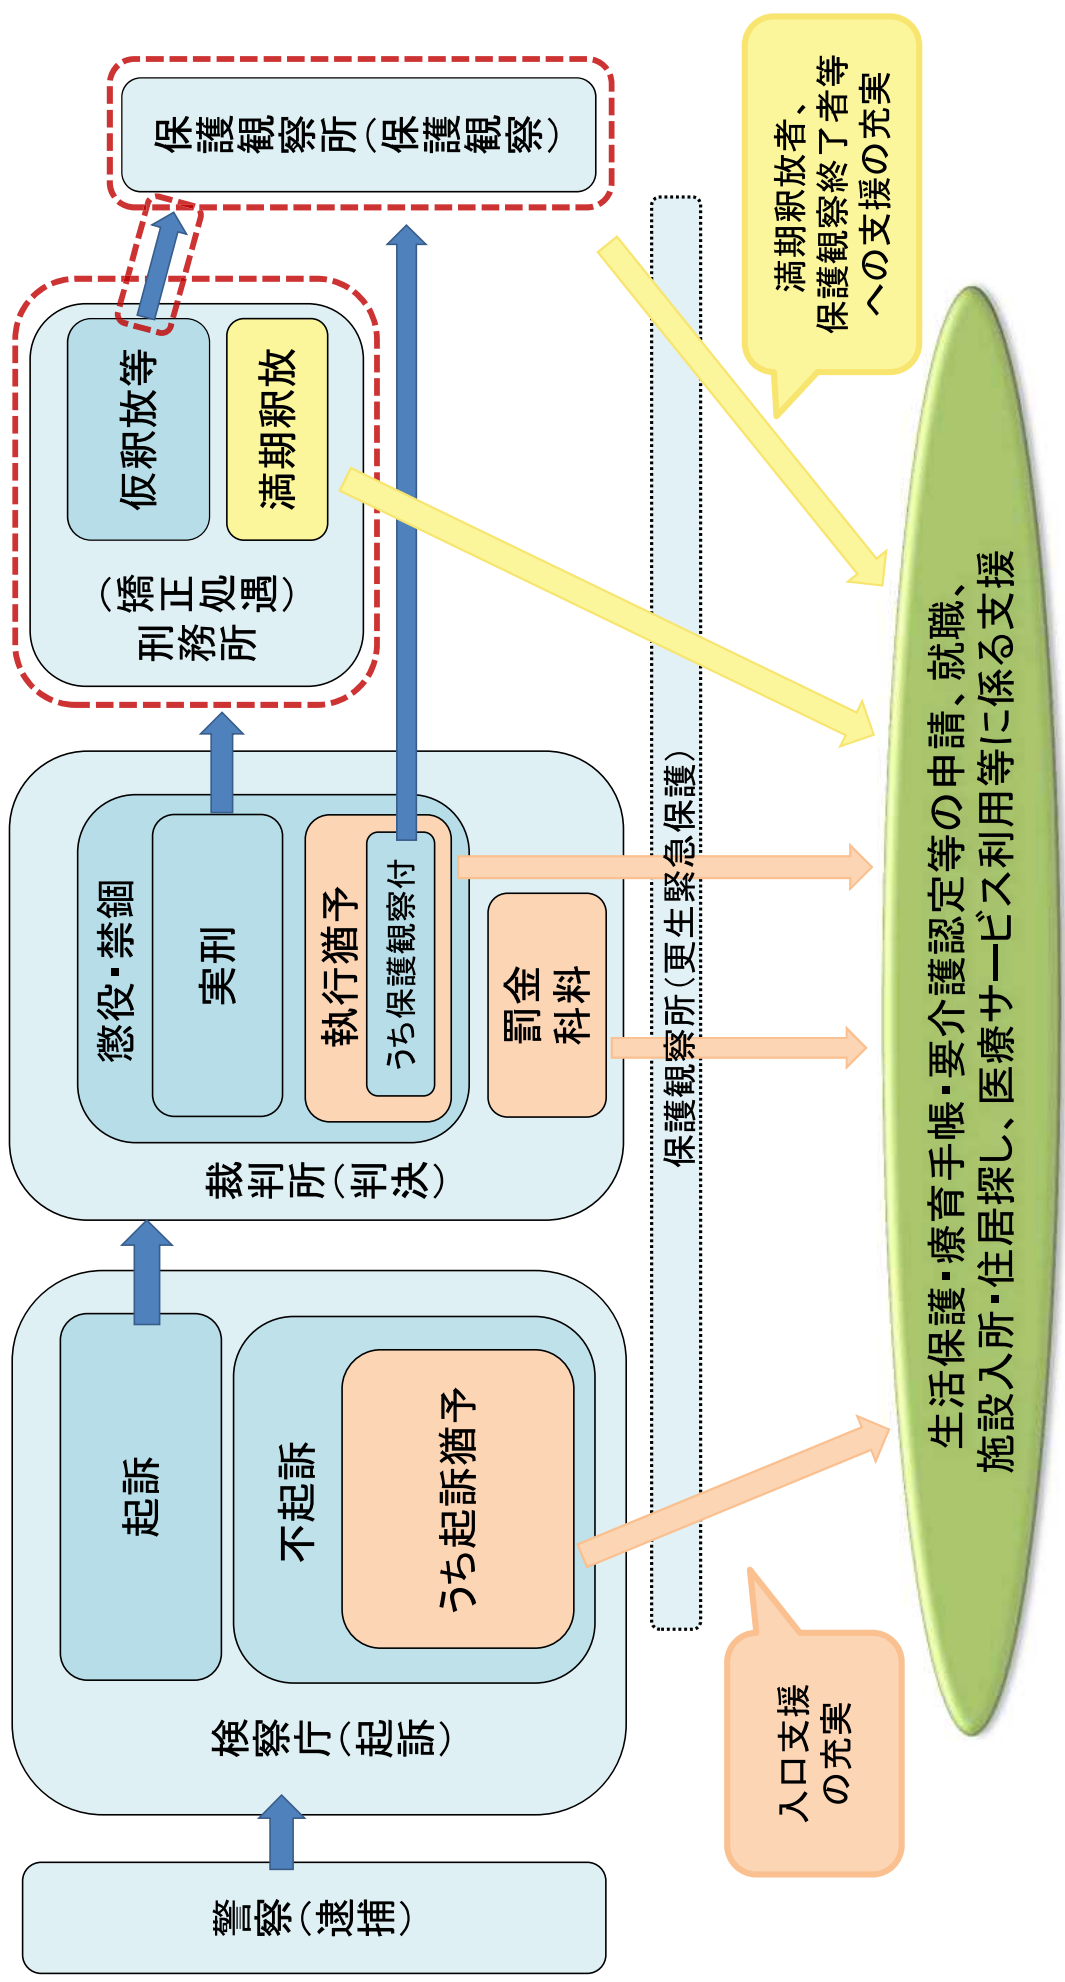 警察（逮捕）
検察庁（起訴）
起訴
不起訴
うち起訴猶予
裁判所（判決）
懲役・禁錮
実刑
執行猶予
うち保護観察付
罰金
科料
刑務所
（矯正処遇）
仮釈放等
満期釈放
保護観察所（保護観察）
保護観察所（更生緊急保護）
入口支援
の充実
満期釈放者、
保護観察終了者等
への支援の充実
生活保護・療育手帳・要介護認定等の申請、就職、
施設入所・住居探し、医療サービス利用等に係る支援